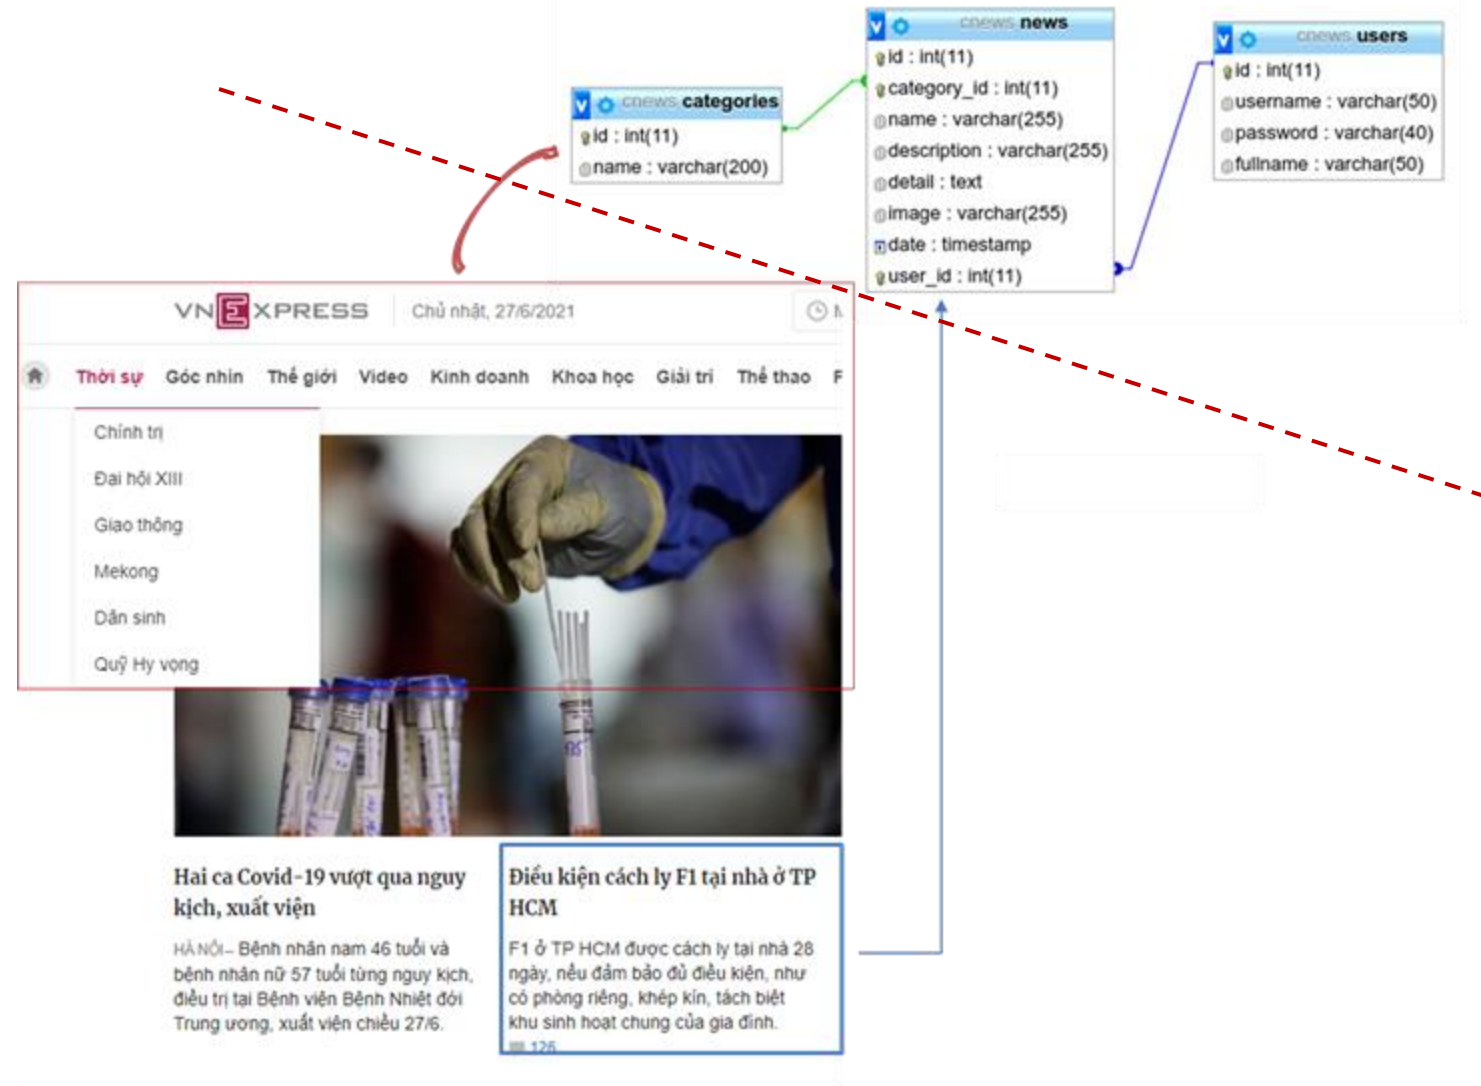 cnews news
id : int(11)
category_id : int(11)
name : varchar(255)
description : varchar(255)
detail : text
image : varchar(255)
date : timestamp
user_id : int(11)
cnews users
id : int(11)
username : varchar(50)
password : varchar(40)
fullname : varchar(50)
cnews categories
id : int(11)
name : varchar(200)
VNEXPRESS
Chủ nhật, 27/6/2021
Thời sự Góc nhìn Thế giới Video Kinh doanh Khoa học Giải trí Thể thao F
Chính trị
Đại hội XIII
Giao thông
Mekong
Dân sinh
Quỹ Hy vọng
Hai ca Covid-19 vượt qua nguy
kịch, xuất viện
HÀ NỘI– Bệnh nhân nam 46 tuổi và
bệnh nhân nữ 57 tuổi từng nguy kịch,
điều trị tại Bệnh viện Bệnh Nhiệt đới
Trung ương, xuất viện chiều 27/6.
Điều kiện cách ly F1 tại nhà ở TP
HCM
F1 ở TP HCM được cách ly tại nhà 28
ngày, nếu đảm bảo đủ điều kiện, như
có phòng riêng, khép kín, tách biệt
khu sinh hoạt chung của gia đình.
126